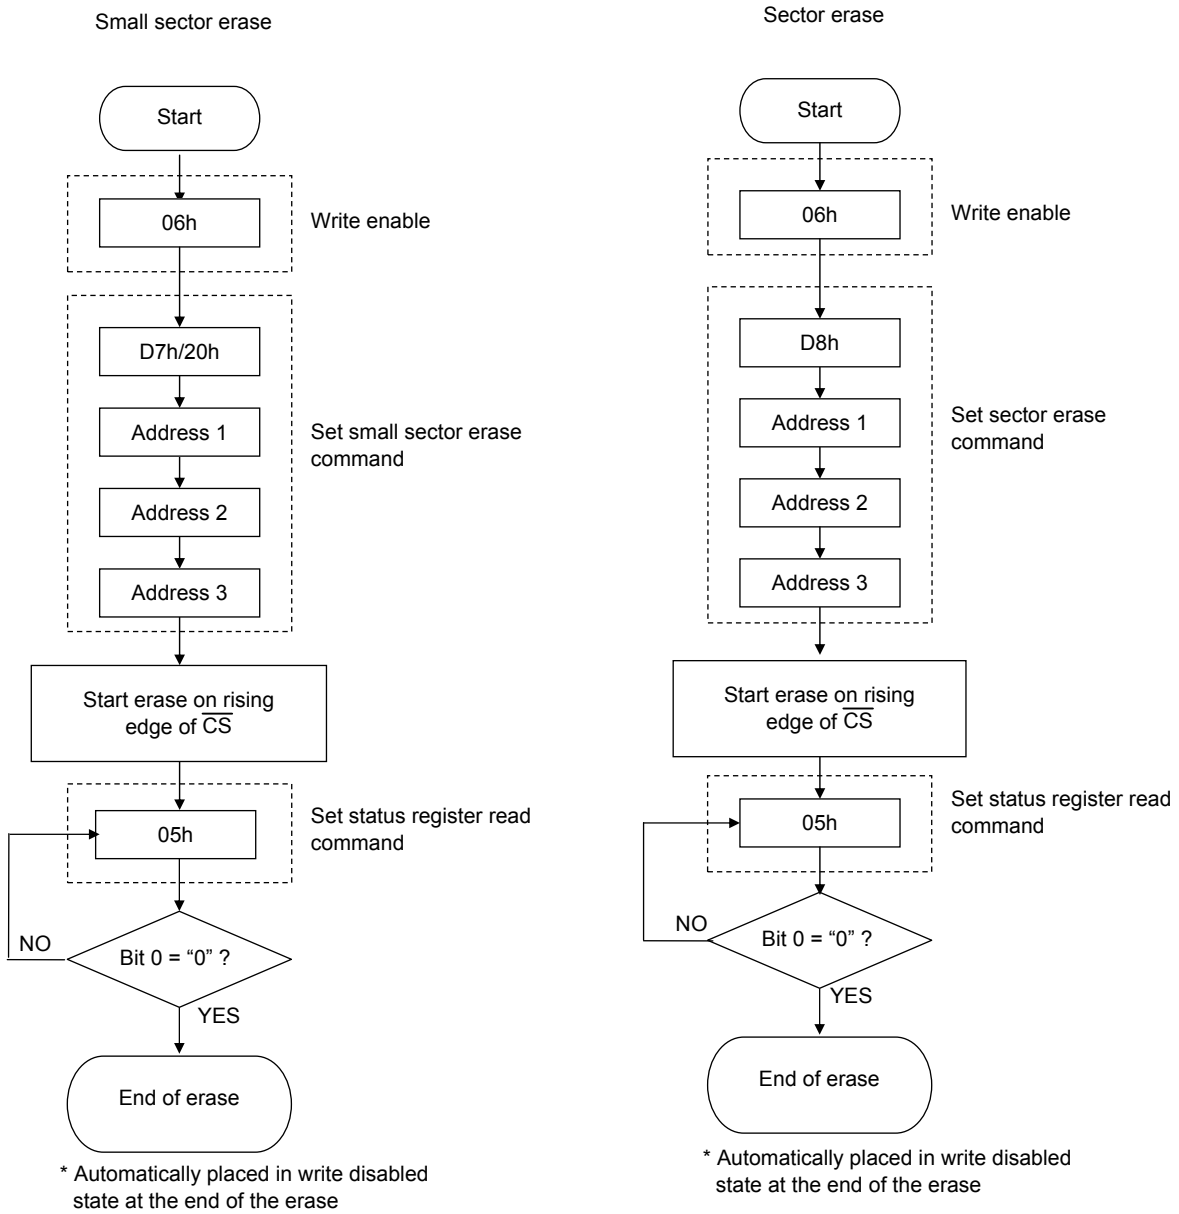 Small sector erase
Start
06h
Write enable
D7h/20h
Address 1
Address 2
Address 3
Set small sector erase
command
Start erase on rising
edge of C̅S̅
05h
Set status register read
command
Bit 0 = “0” ?
NO
YES
End of erase
* Automatically placed in write disabled
state at the end of the erase
Sector erase
Start
06h
Write enable
D8h
Address 1
Address 2
Address 3
Set sector erase
command
Start erase on rising
edge of C̅S̅
05h
Set status register read
command
Bit 0 = “0” ?
NO
YES
End of erase
* Automatically placed in write disabled
state at the end of the erase